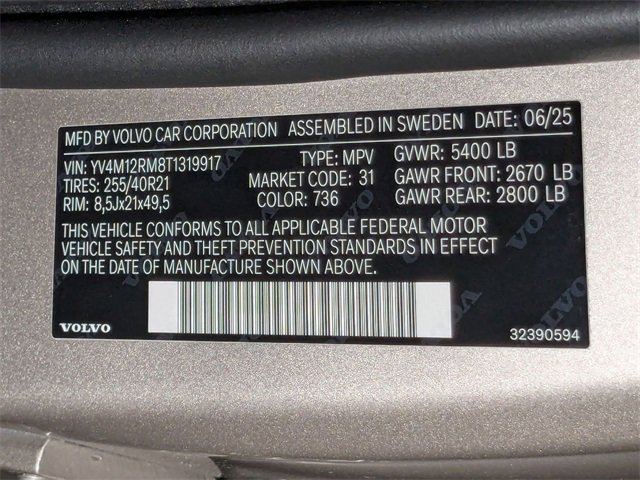 MFD BY VOLVO CAR CORPORATION ASSEMBLED IN SWEDEN DATE: 06/25
VIN: YV4M12RM8T1319917 TYPE: MPV GVWR: 5400 LB
TIRES: 255/40R21 MARKET CODE: 31 GAWR FRONT: 2670 LB
RIM: 8,5Jx21x49,5 COLOR: 736 GAWR REAR: 2800 LB
THIS VEHICLE CONFORMS TO ALL APPLICABLE FEDERAL MOTOR
VEHICLE SAFETY AND THEFT PREVENTION STANDARDS IN EFFECT
ON THE DATE OF MANUFACTURE SHOWN ABOVE.
VOLVO 32390594